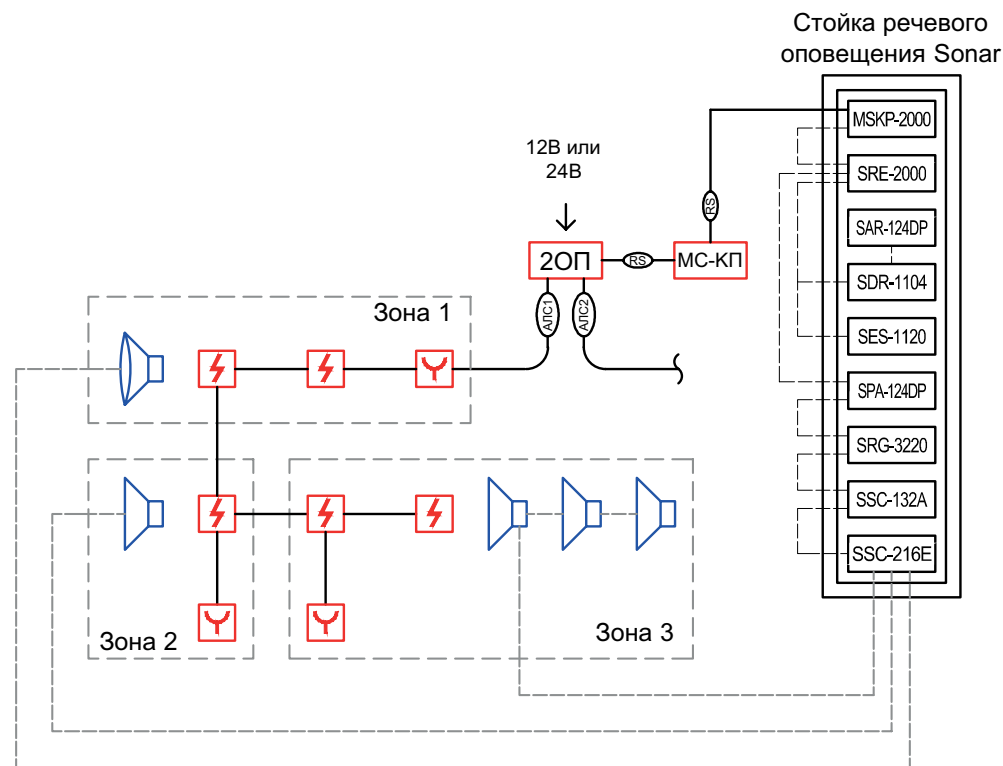 Стойка речевого
оповещения Sonar
MSKP-2000
SRE-2000
SAR-124DP
SDR-1104
SES-1120
SPA-124DP
SRG-3220
SSC-132A
SSC-216E
12В или
24В
RS
2ОП
RS
МС-КП
АЛС1
АЛС2
Зона 1
Зона 2
Зона 3